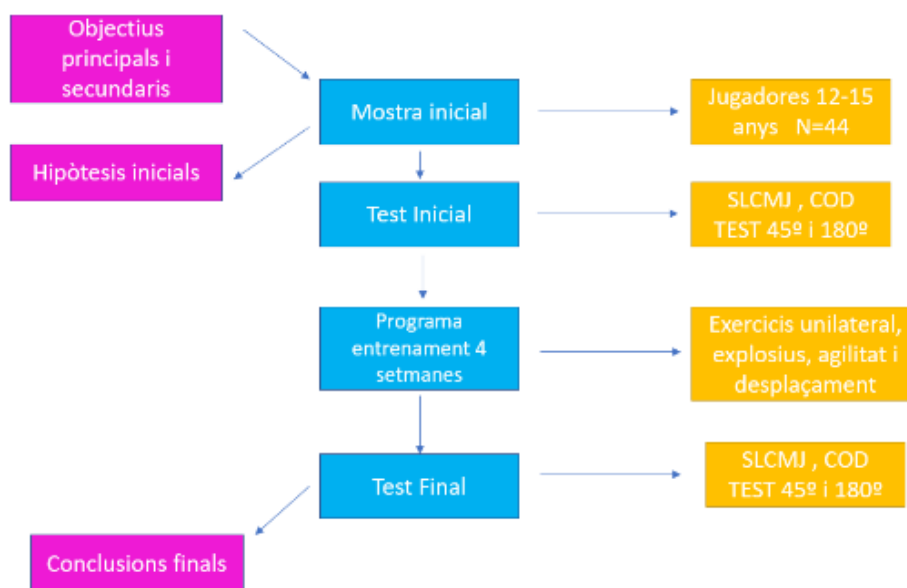 Objectius
principals i
secundaris
Mostra inicial
Jugadores 12-15
anys N=44
Hipòtesis inicials
Test Inicial
SLCMJ , COD
TEST 45º i 180º
Programa
entrenament 4
setmanes
Exercicis unilateral,
explosius, agilitat i
desplaçament
Test Final
SLCMJ , COD
TEST 45º i 180º
Conclusions finals